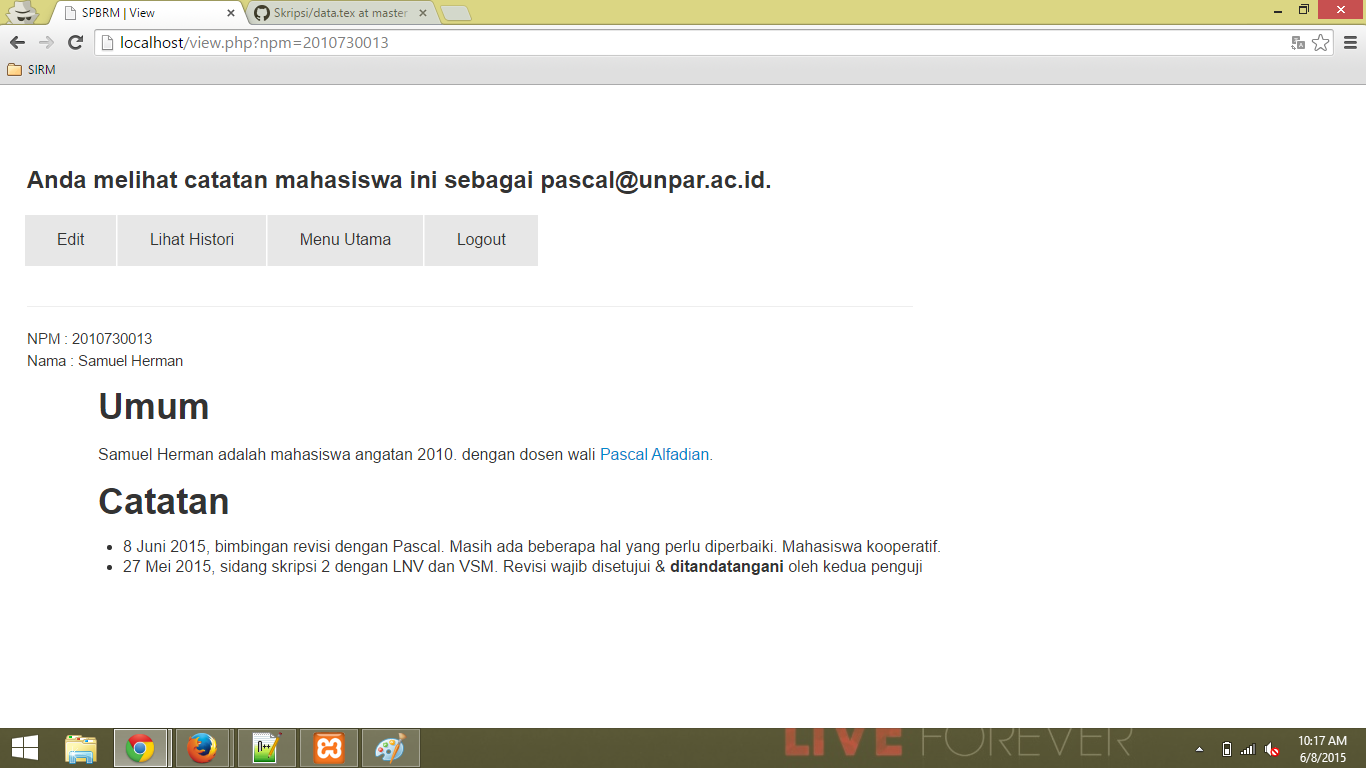 SPBRM | View
Skripsi/data.tex at master
localhost/view.php?npm=2010730013
SIRM
Anda melihat catatan mahasiswa ini sebagai pascal@unpar.ac.id.
Edit Lihat Histori Menu Utama Logout
NPM : 2010730013
Nama : Samuel Herman
Umum
Samuel Herman adalah mahasiswa angatan 2010. dengan dosen wali Pascal Alfadian.
Catatan
8 Juni 2015, bimbingan revisi dengan Pascal. Masih ada beberapa hal yang perlu diperbaiki. Mahasiswa kooperatif.
27 Mei 2015, sidang skripsi 2 dengan LNV dan VSM. Revisi wajib disetujui & ditandatangani oleh kedua penguji
LIVE FOREVER
10:17 AM
6/8/2015